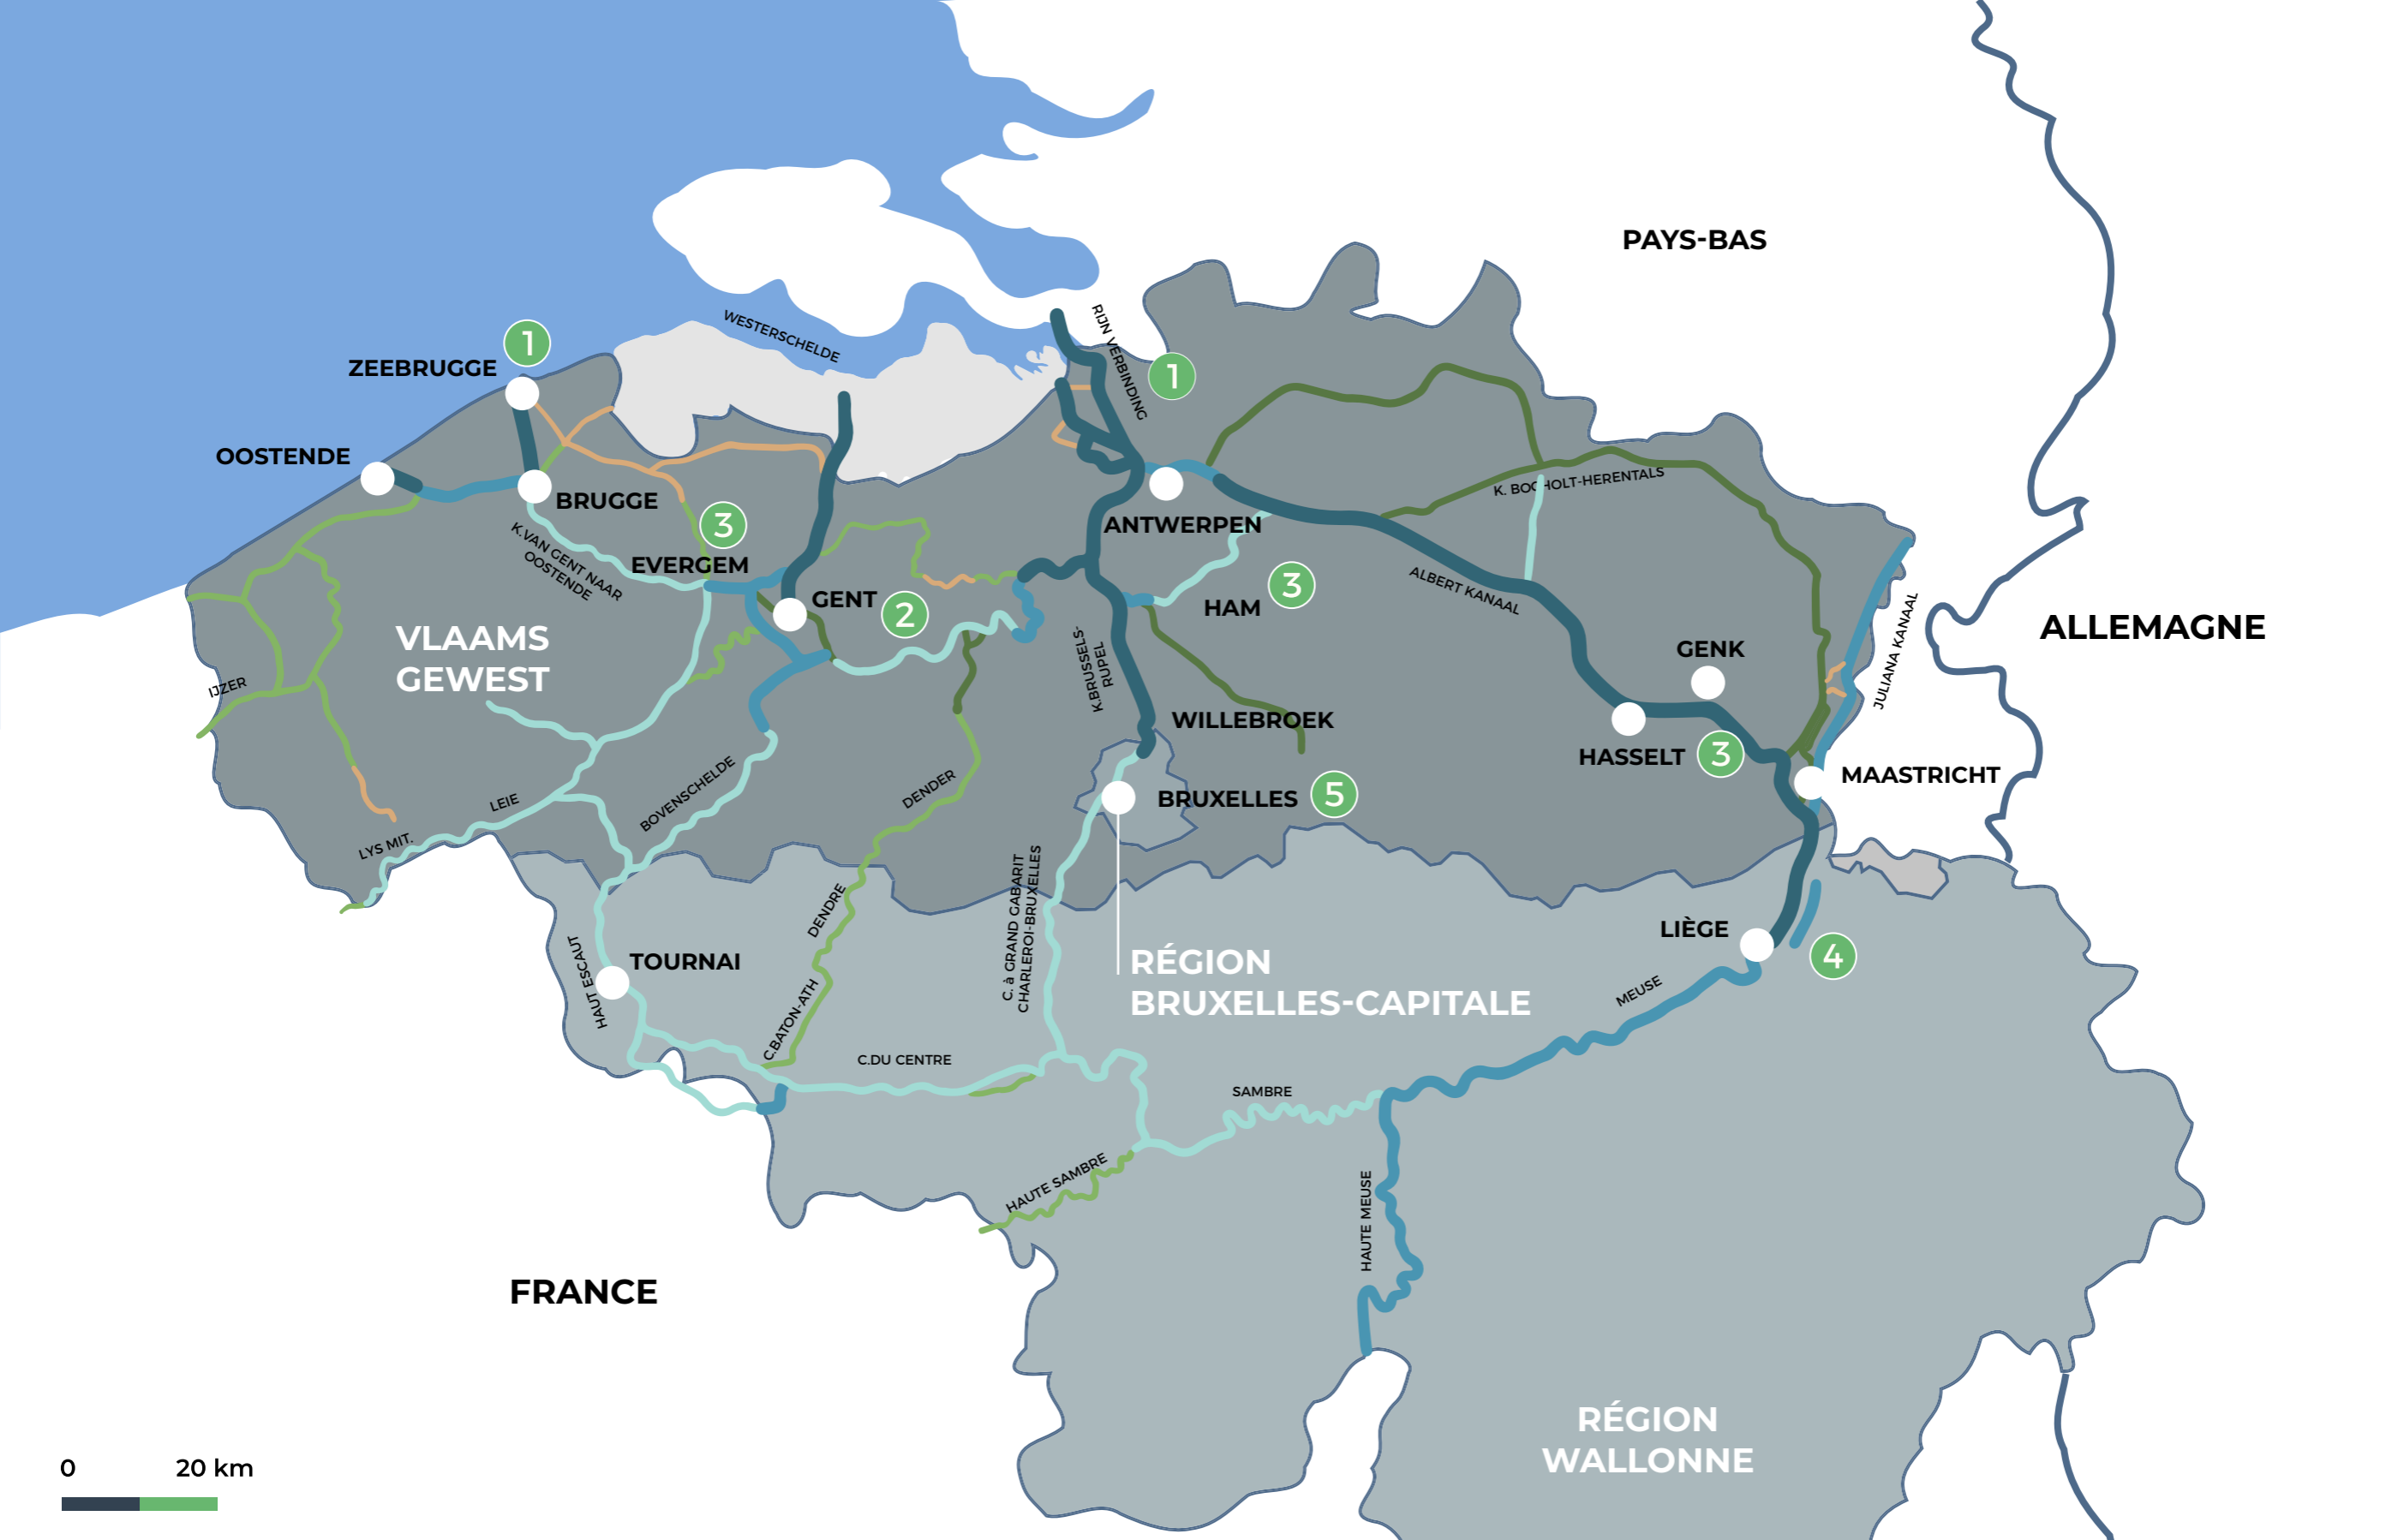 PAYS-BAS
RIJN VERBINDING
WESTERSCHELDE
1
ZEEBRUGGE
1
OOSTENDE
BRUGGE
K. BOCHOLT-HERENTALS
3
ANTWERPEN
K.VAN GENT NAAR
OOSTENDE
EVERGEM
3
ALBERT KANAAL
GENT
2
HAM
JULIANA KANAAL
ALLEMAGNE
VLAAMS
GEWEST
K.BRUSSELS-
RUPEL
GENK
IJZER
WILLEBROEK
HASSELT
3
MAASTRICHT
BOVENSCHELDE
DENDER
LEIE
BRUXELLES
5
LYS MIT.
C. à GRAND GABARIT
CHARLEROI-BRUXELLES
DENDRE
LIÈGE
4
HAUT ESCAUT
TOURNAI
RÉGION
BRUXELLES-CAPITALE
MEUSE
C.BATON-ATH
C.DU CENTRE
SAMBRE
HAUTE SAMBRE
HAUTE MEUSE
FRANCE
RÉGION
WALLONNE
0 20 km